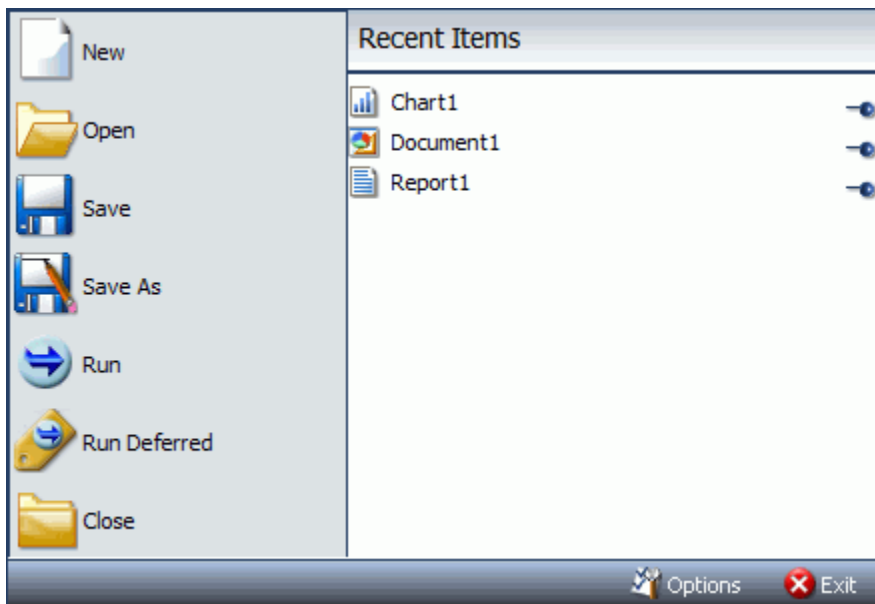 New
Open
Save
Save As
Run
Run Deferred
Close
Recent Items
Chart1
Document1
Report1
Options
Exit